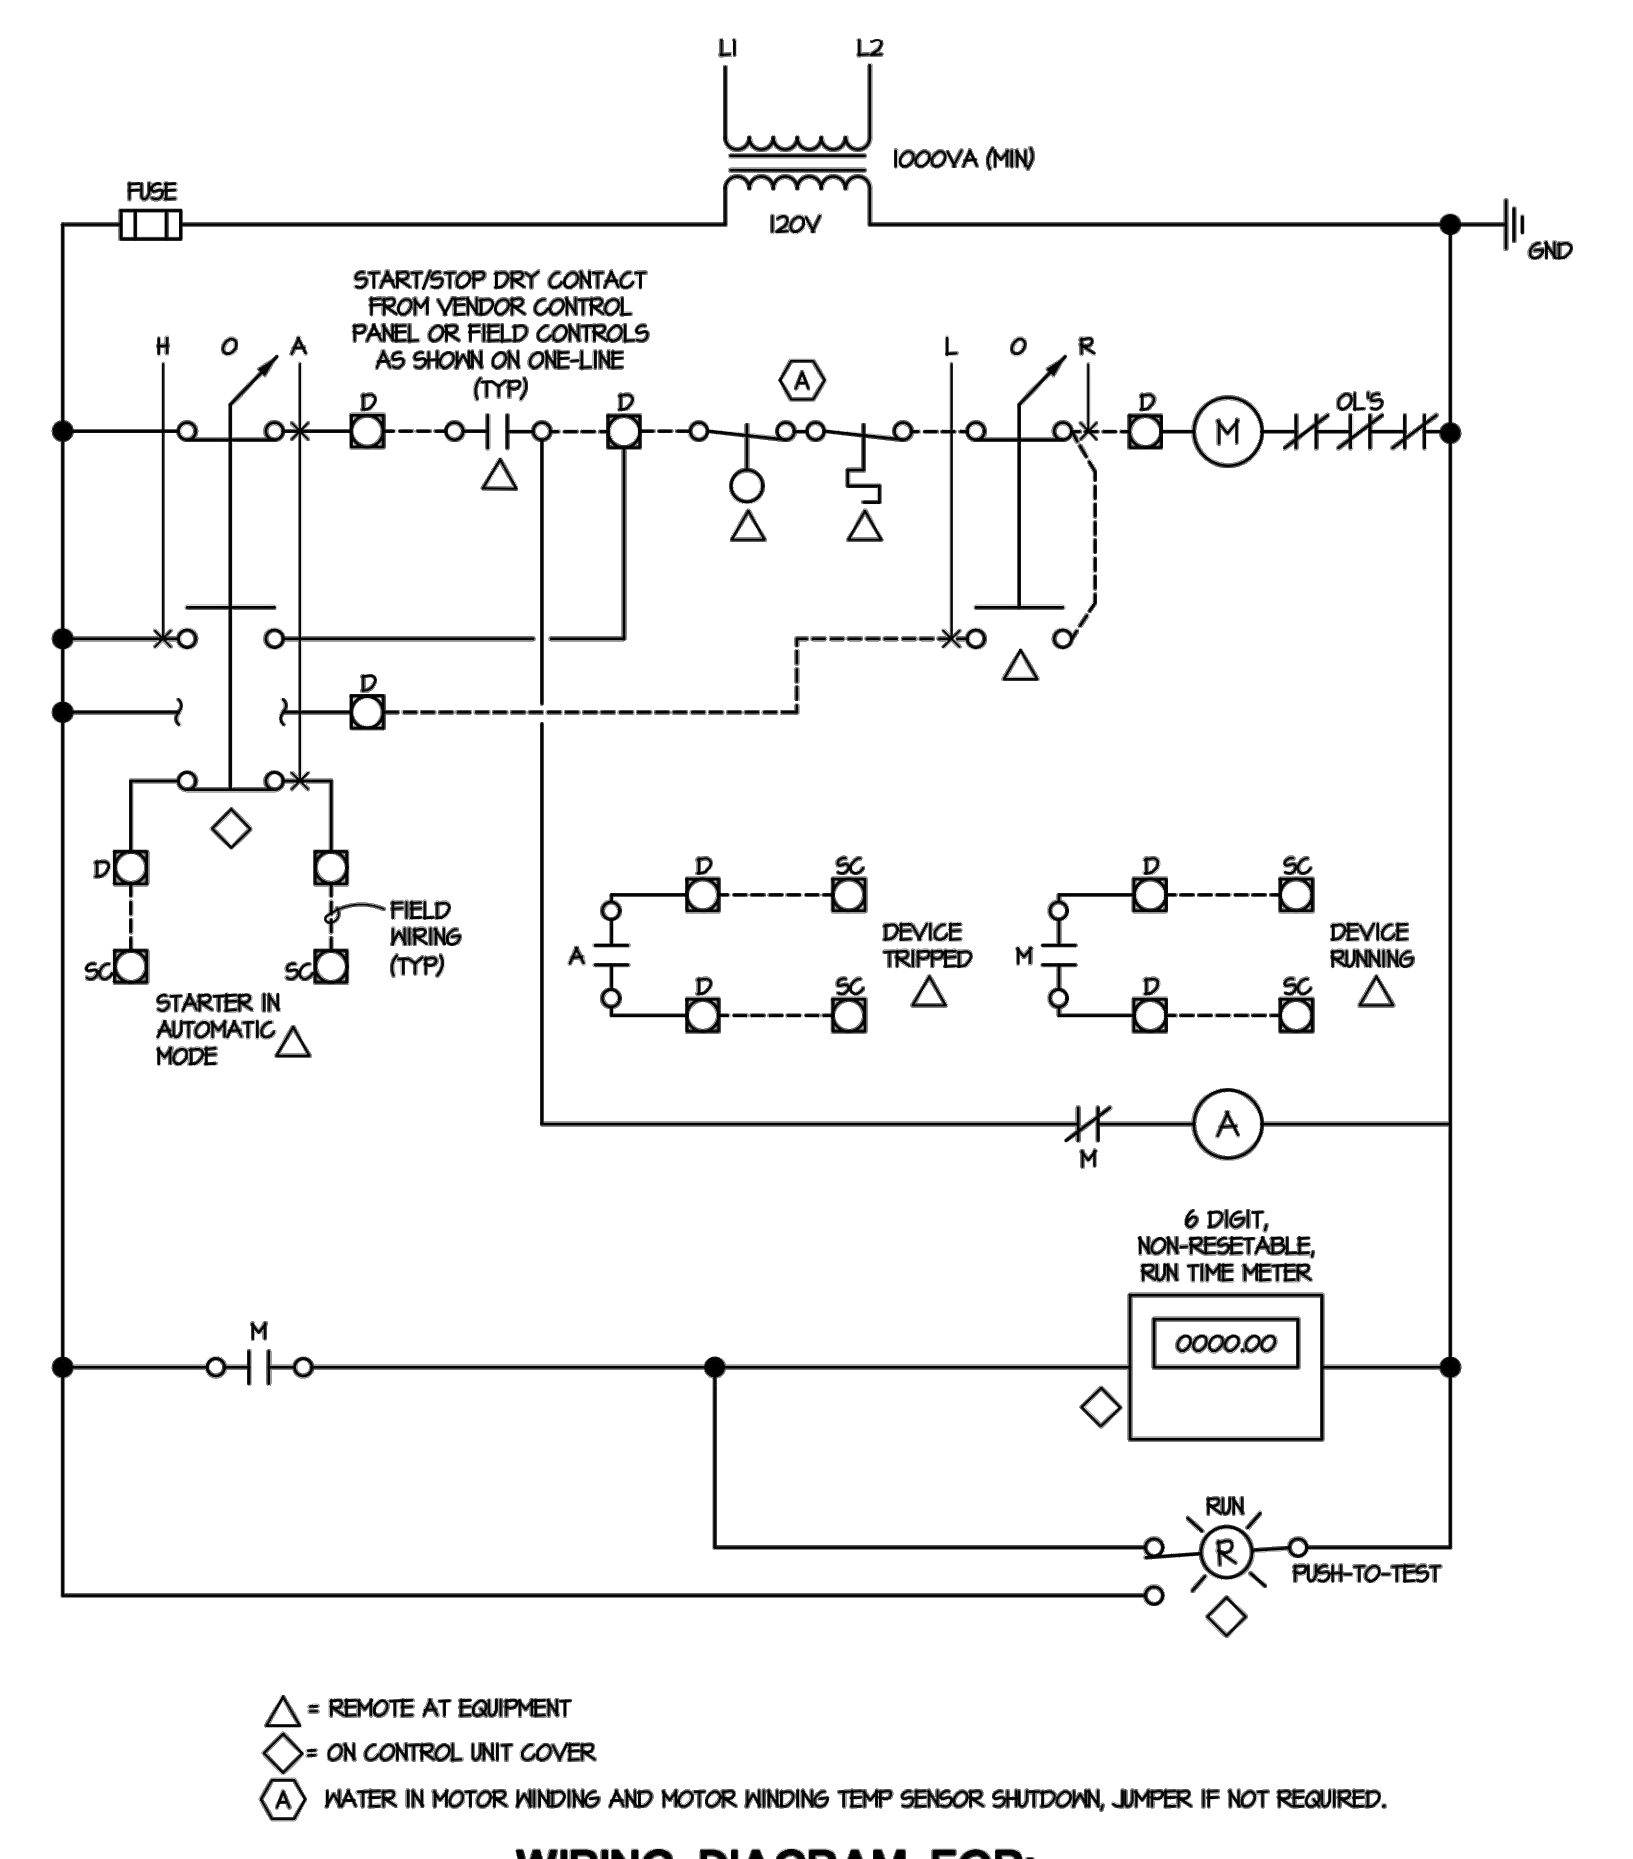 L1
L2
1000VA (MIN)
FUSE
120V
GND
START/STOP DRY CONTACT
FROM VENDOR CONTROL
PANEL OR FIELD CONTROLS
AS SHOWN ON ONE-LINE
(TYP)
H
O
A
L
O
R
A
D
D
D
OL'S
M
D
D
SC
SC
FIELD
WIRING
(TYP)
STARTER IN
AUTOMATIC
MODE
D
SC
A
DEVICE
TRIPPED
D
SC
D
SC
M
DEVICE
RUNNING
D
SC
A
M
6 DIGIT,
NON-RESETABLE,
RUN TIME METER
0000.00
M
RUN
R
PUSH-TO-TEST
= REMOTE AT EQUIPMENT
= ON CONTROL UNIT COVER
A WATER IN MOTOR WINDING AND MOTOR WINDING TEMP SENSOR SHUTDOWN, JUMPER IF NOT REQUIRED.
WIRING DIAGRAM FOR: